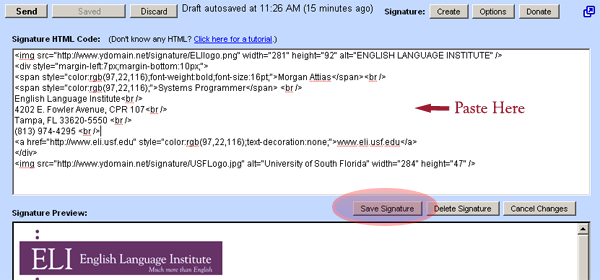 Send Saved Discard Draft autosaved at 11:26 AM (15 minutes ago) Signature: Create Options Donate
Signature HTML Code: (Don't know any HTML? Click here for a tutorial.)
<img src="http://www.ydomain.net/signature/ELIlogo.png" width="281" height="92" alt="ENGLISH LANGUAGE INSTITUTE" />
<div style="margin-left:7px;margin-bottom:10px;">
<span style="color:rgb(97,22,116);font-weight:bold;font-size:16pt;">Morgan Attias</span><br />
<span style="color:rgb(97,22,116);">Systems Programmer</span> <br />
English Language Institute<br />
4202 E. Fowler Avenue, CPR 107<br />
Tampa, FL 33620-5550 <br />
(813) 974-4295 <br />
<a href="http://www.eli.usf.edu" style="color:rgb(97,22,116);text-decoration:none;">www.eli.usf.edu</a>
</div>
<img src="http://www.ydomain.net/signature/USFLogo.jpg" alt="University of South Florida" width="284" height="47" />
Paste Here
Save Signature Delete Signature Cancel Changes
Signature Preview:
ELI English Language Institute
Much more than English